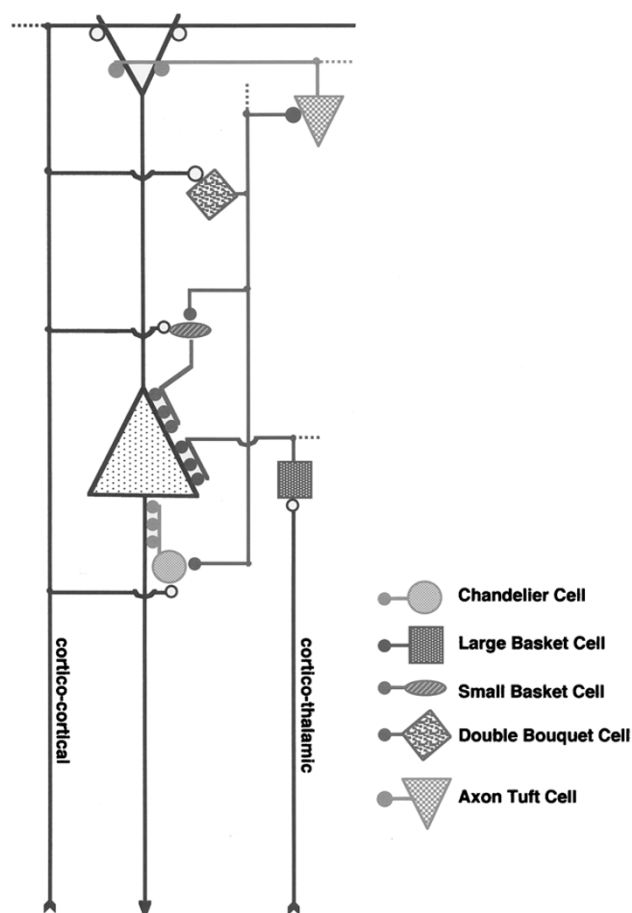 Chandelier Cell
Large Basket Cell
Small Basket Cell
Double Bouquet Cell
Axon Tuft Cell
cortico-cortical
cortico-thalamic